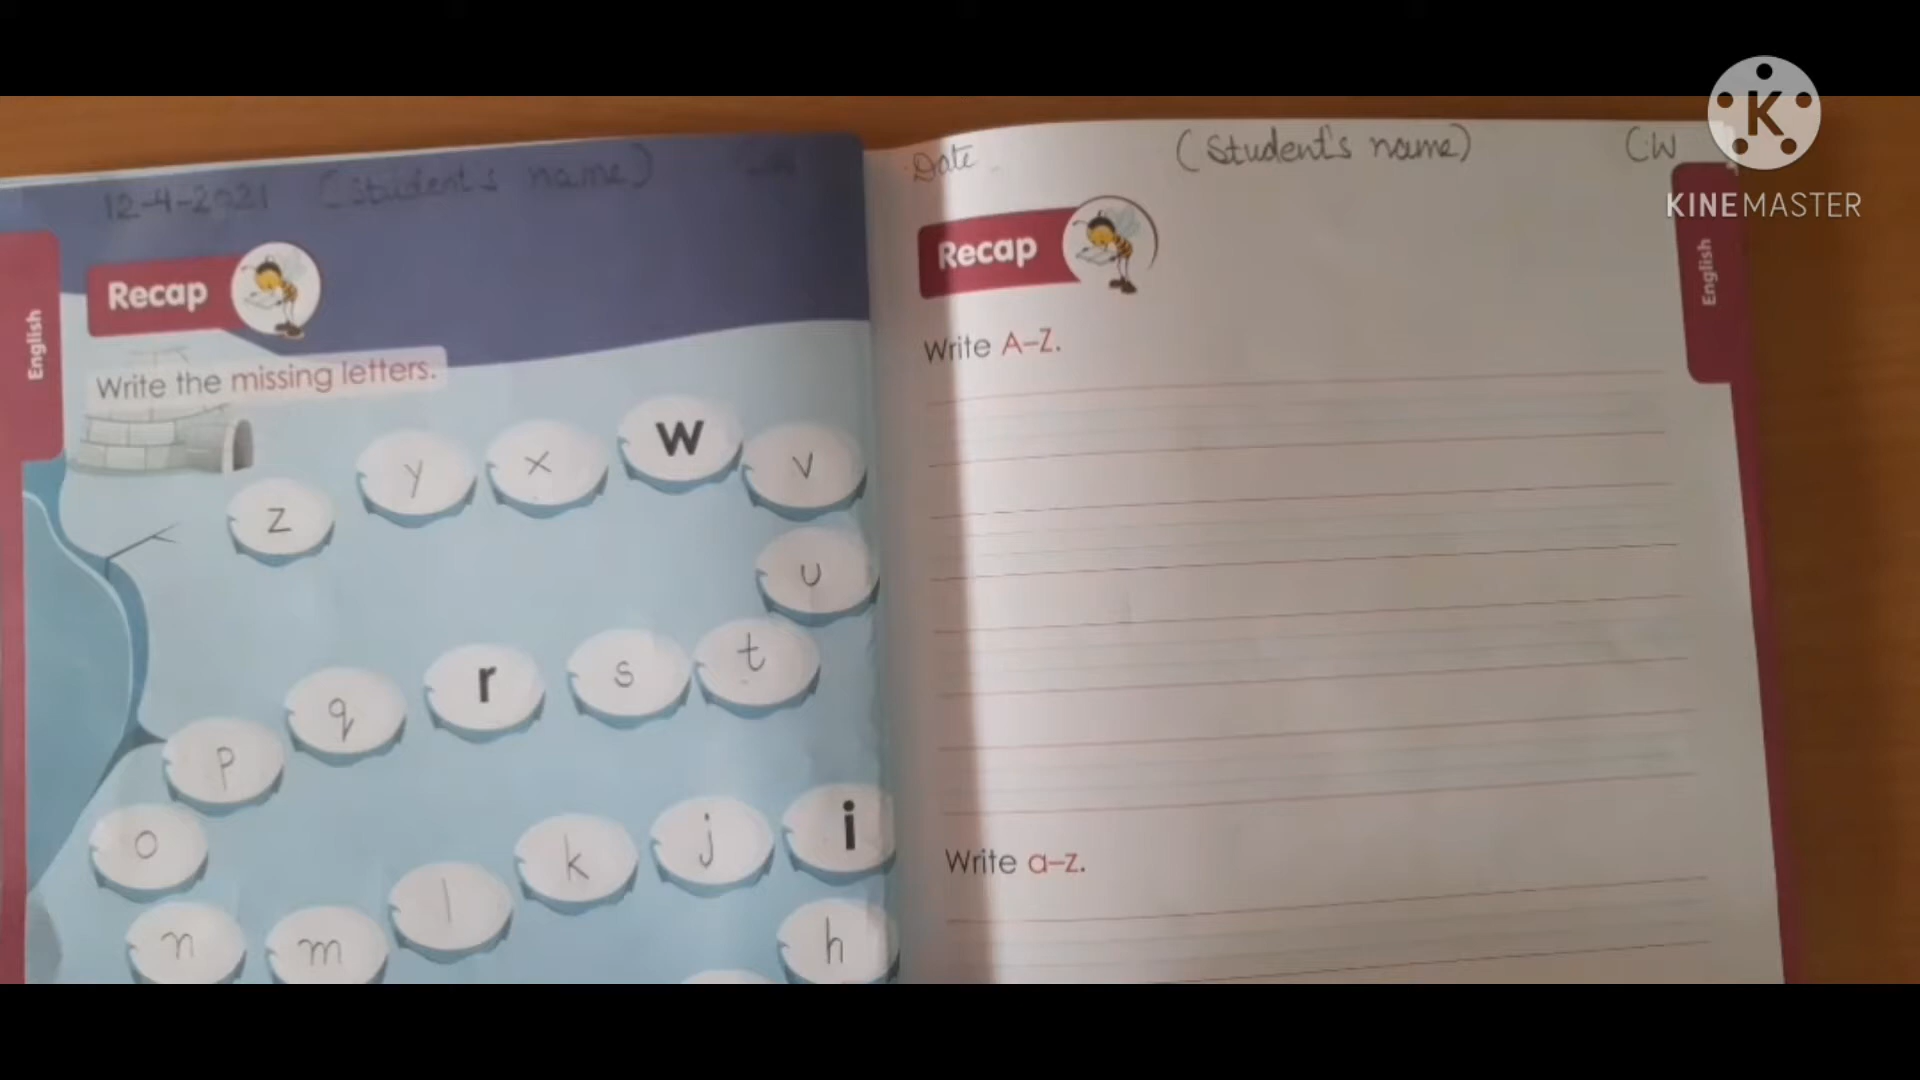 12-4-2021 (Student's name)
Recap
English
Write the missing letters.
z y x w v
u
p q r s t
o
l k j i
n m h
Date (Student's name) CW
Recap
English
Write A–Z.
Write a–z.
K
KINEMASTER